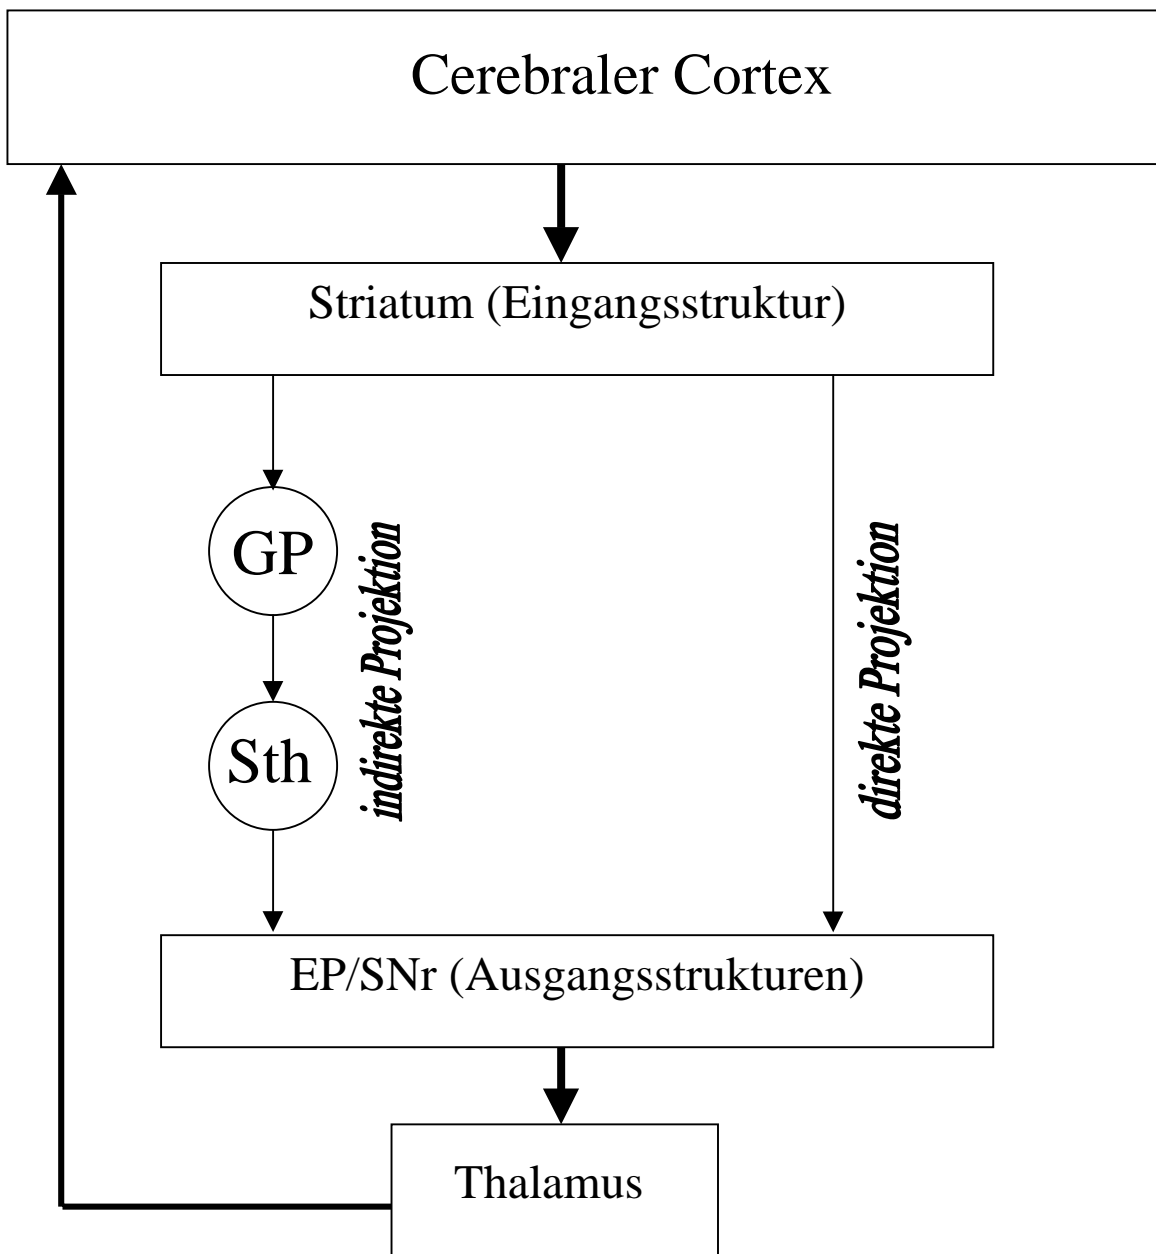 Cerebraler Cortex
Striatum (Eingangsstruktur)
GP
indirekte Projektion
direkte Projektion
Sth
EP/SNr (Ausgangsstrukturen)
Thalamus